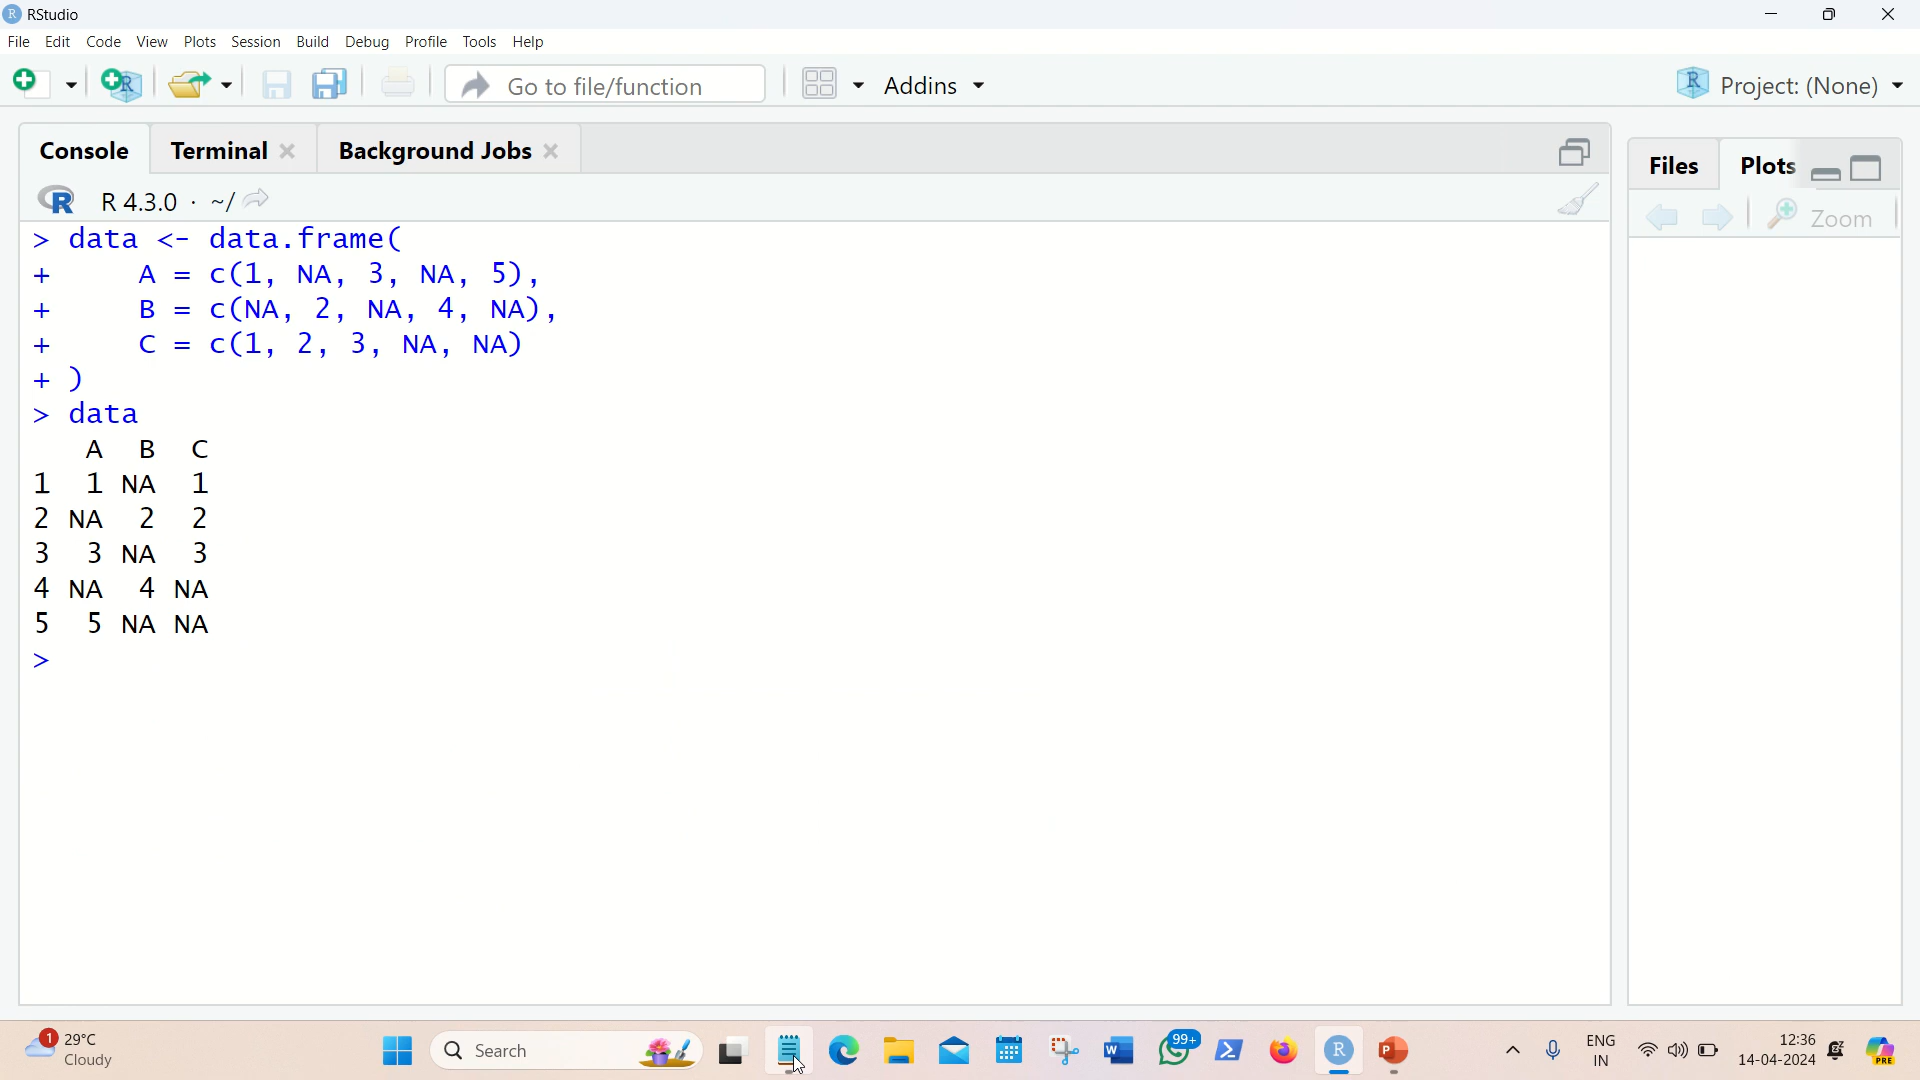 RStudio
File Edit Code View Plots Session Build Debug Profile Tools Help
Go to file/function Addins Project: (None)
Console Terminal Background Jobs Files Plots
R 4.3.0 · ~/ Zoom
> data <- data.frame(
+ A = c(1, NA, 3, NA, 5),
+ B = c(NA, 2, NA, 4, NA),
+ C = c(1, 2, 3, NA, NA)
+ )
> data
A B C
1 1 NA 1
2 NA 2 2
3 3 NA 3
4 NA 4 NA
5 5 NA NA
>
1 29°C
Cloudy
Search
99+
ENG
IN
12:36
14-04-2024
PRE